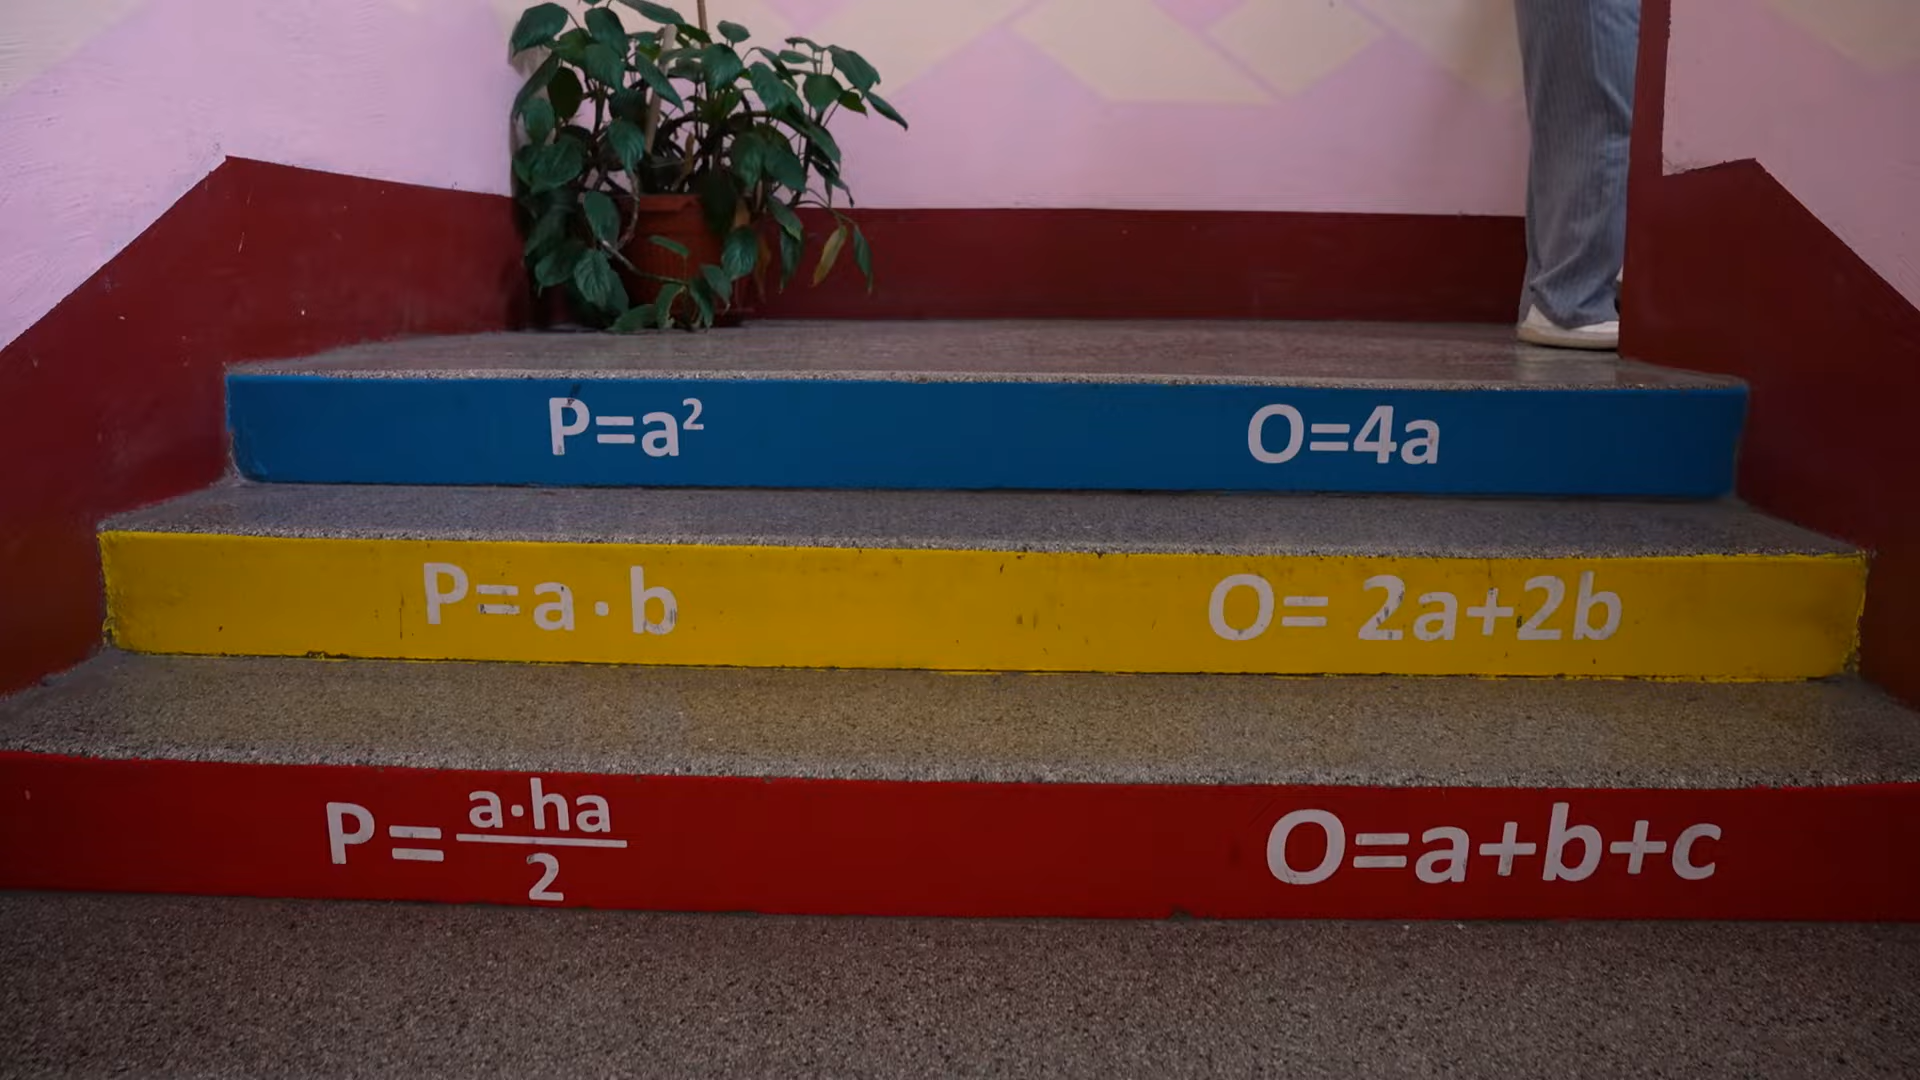 P=a² O=4a
P=a·b O= 2a+2b
P= a·ha
2
O=a+b+c